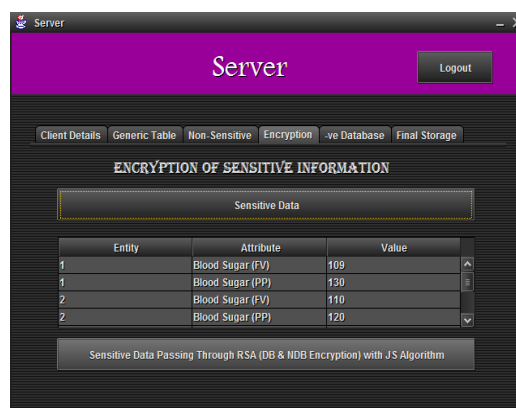 Server
Server
Logout
Client Details Generic Table Non-Sensitive Encryption -ve Database Final Storage
ENCRYPTION OF SENSITIVE INFORMATION
Sensitive Data
Entity Attribute Value
1 Blood Sugar (FV) 109
1 Blood Sugar (PP) 130
2 Blood Sugar (FV) 110
2 Blood Sugar (PP) 120
Sensitive Data Passing Through RSA (DB & NDB Encryption) with JS Algorithm